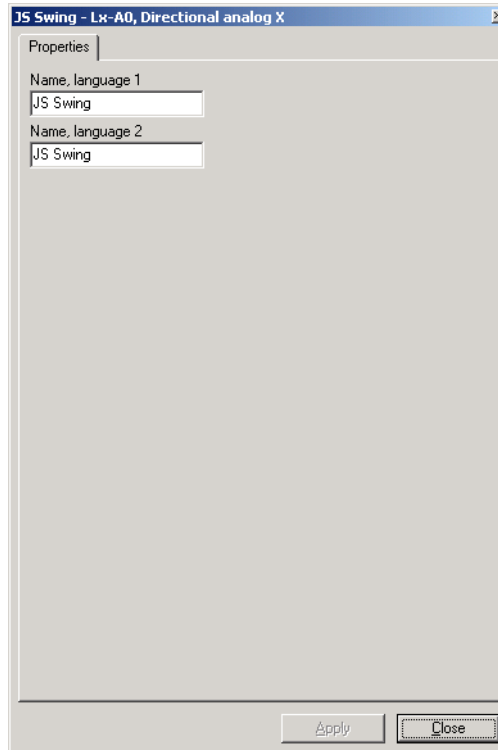 JS Swing - Lx-A0, Directional analog X
Properties
Name, language 1
JS Swing
Name, language 2
JS Swing
Apply
Close